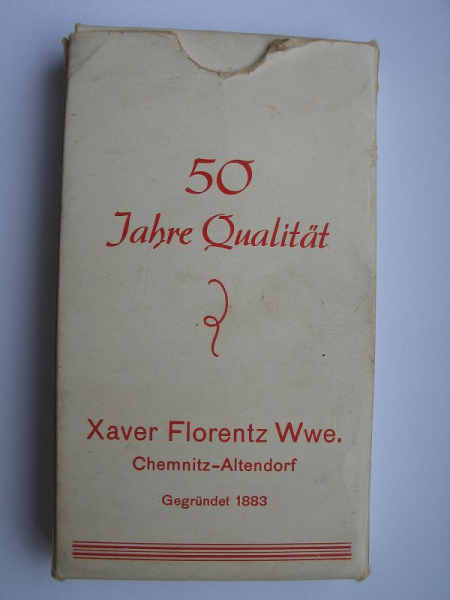 50
Jahre Qualität
Xaver Florentz Wwe.
Chemnitz-Altendorf
Gegründet 1883